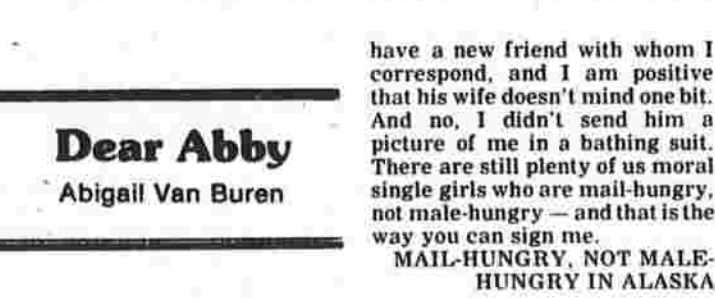 Dear Abby
Abigail Van Buren
have a new friend with whom I
correspond, and I am positive
that his wife doesn't mind one bit.
And no, I didn't send him a
picture of me in a bathing suit.
There are still plenty of us moral
single girls who are mail-hungry,
not male-hungry — and that is the
way you can sign me.
MAIL-HUNGRY, NOT MALE-
HUNGRY IN ALASKA